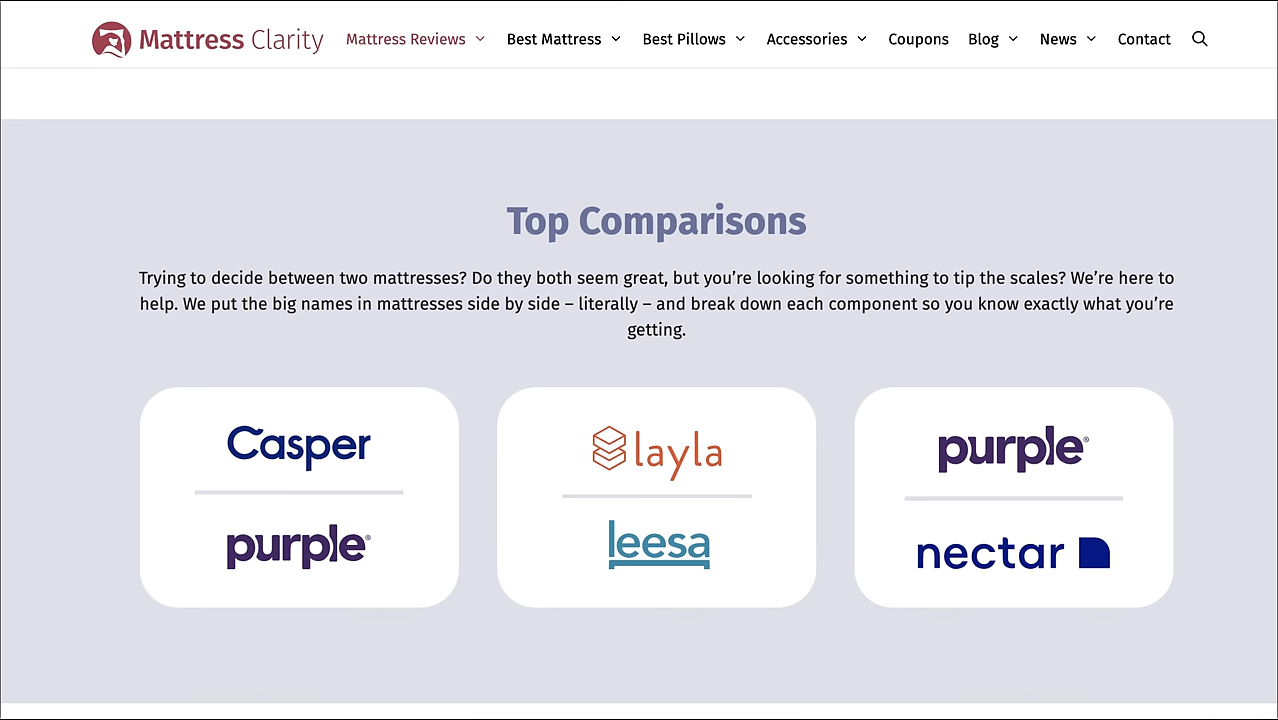 Mattress Clarity Mattress Reviews Best Mattress Best Pillows Accessories Coupons Blog News Contact
Top Comparisons
Trying to decide between two mattresses? Do they both seem great, but you’re looking for something to tip the scales? We’re here to
help. We put the big names in mattresses side by side – literally – and break down each component so you know exactly what you’re
getting.
Casper
purple®
layla
leesa
purple®
nectar